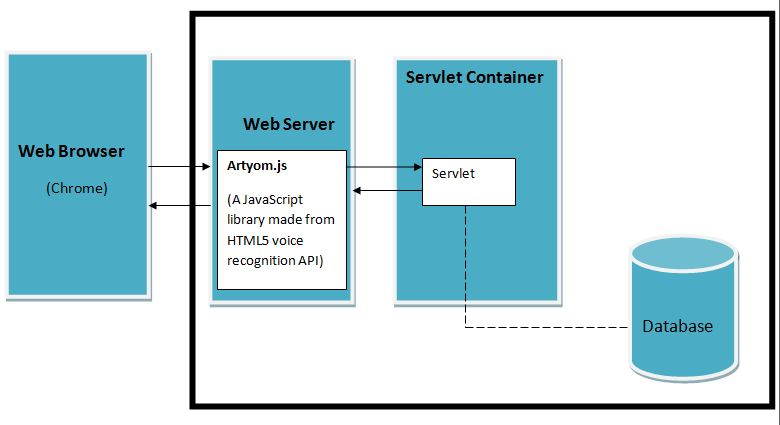 Web Browser
(Chrome)
Web Server
Artyom.js
(A JavaScript
library made from
HTML5 voice
recognition API)
Servlet Container
Servlet
Database